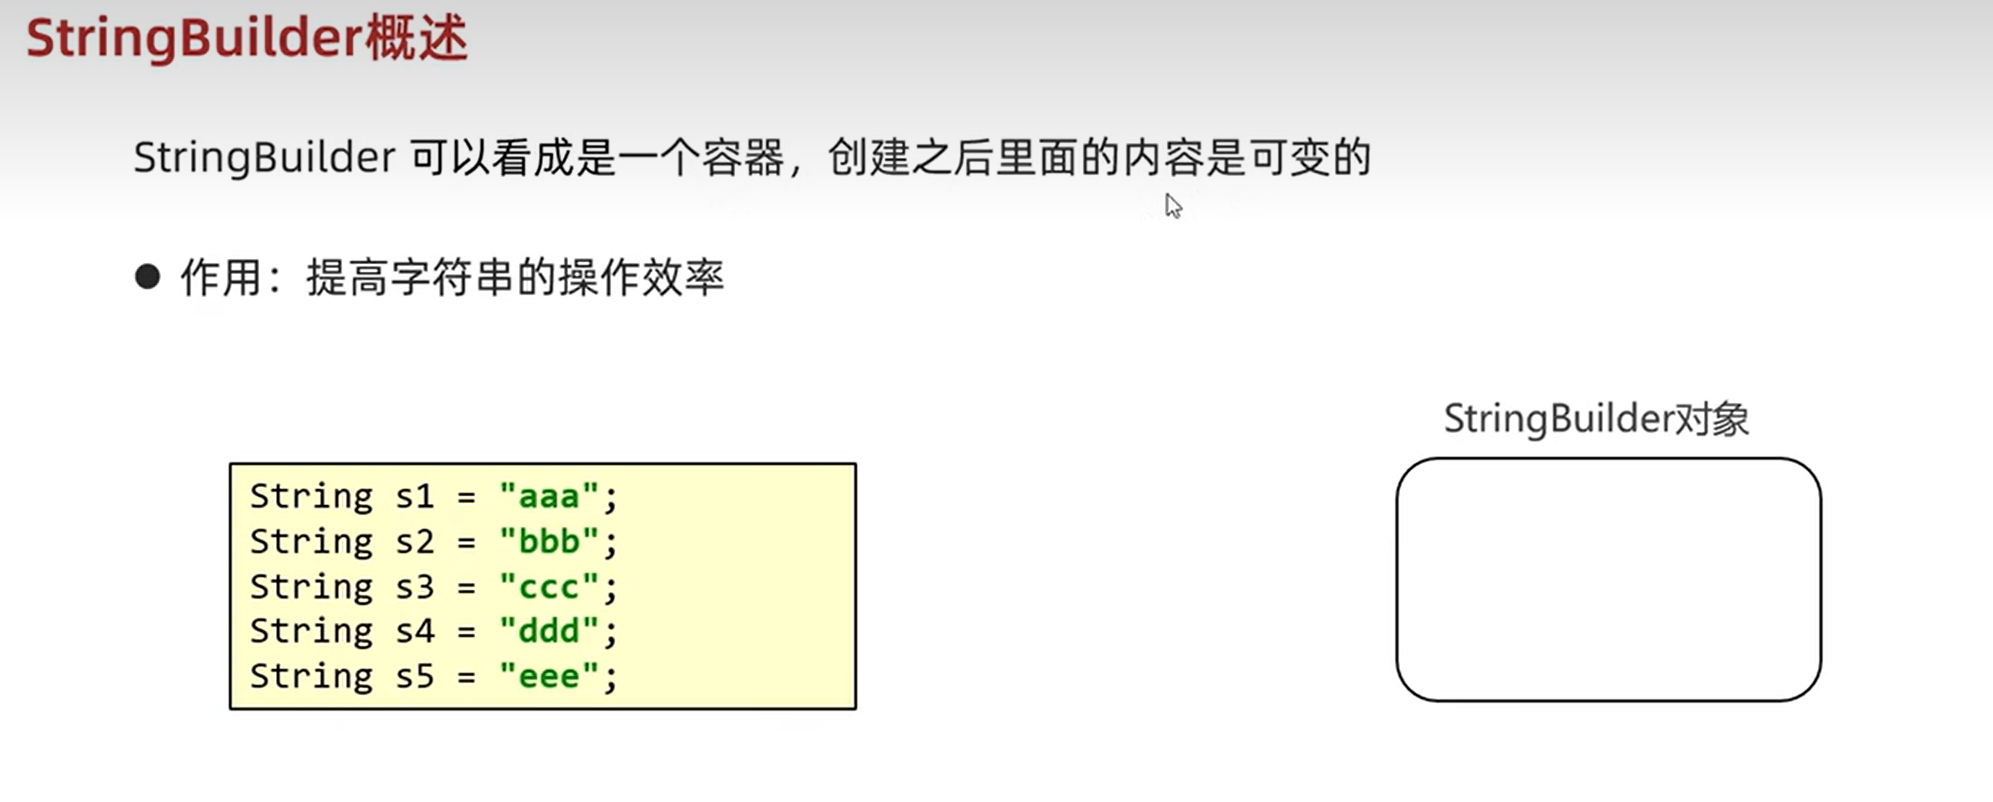 StringBuilder概述
StringBuilder 可以看成是一个容器，创建之后里面的内容是可变的
● 作用：提高字符串的操作效率
StringBuilder对象
String s1 = "aaa";
String s2 = "bbb";
String s3 = "ccc";
String s4 = "ddd";
String s5 = "eee";